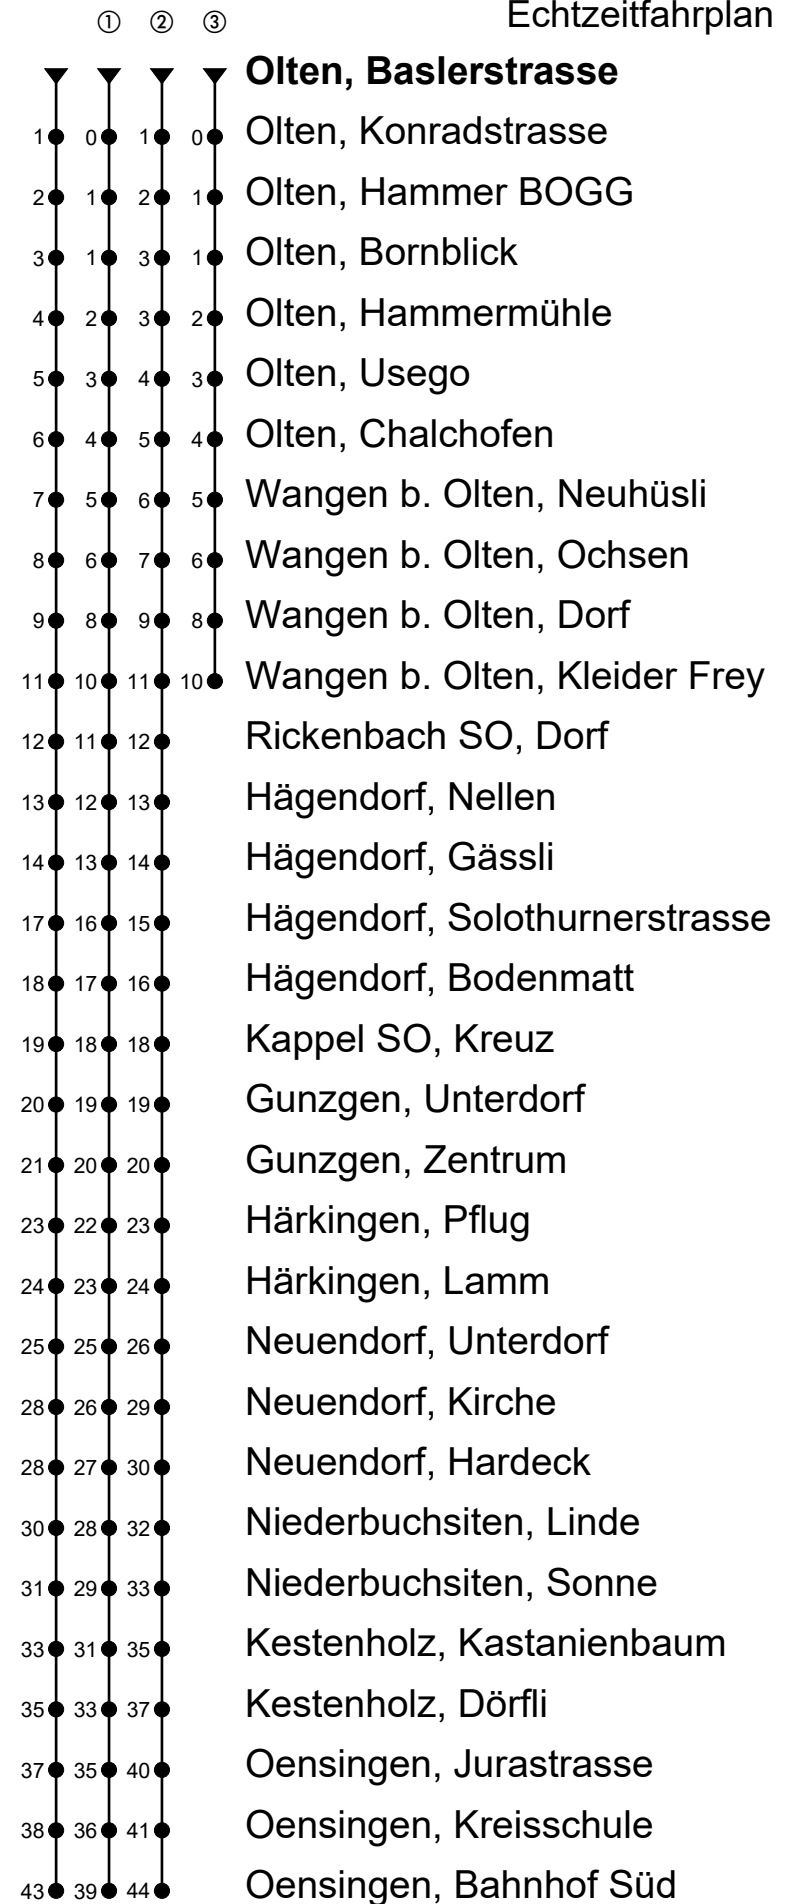 Echtzeitfahrplan
① ② ③
Olten, Baslerstrasse
1 0 1 0 Olten, Konradstrasse
2 1 2 1 Olten, Hammer BOGG
3 1 3 1 Olten, Bornblick
4 2 3 2 Olten, Hammermühle
5 3 4 3 Olten, Usego
6 4 5 4 Olten, Chalchofen
7 5 6 5 Wangen b. Olten, Neuhüsli
8 6 7 6 Wangen b. Olten, Ochsen
9 8 9 8 Wangen b. Olten, Dorf
11 10 11 10 Wangen b. Olten, Kleider Frey
12 11 12 Rickenbach SO, Dorf
13 12 13 Hägendorf, Nellen
14 13 14 Hägendorf, Gässli
17 16 15 Hägendorf, Solothurnerstrasse
18 17 16 Hägendorf, Bodenmatt
19 18 18 Kappel SO, Kreuz
20 19 19 Gunzgen, Unterdorf
21 20 20 Gunzgen, Zentrum
23 22 23 Härkingen, Pflug
24 23 24 Härkingen, Lamm
25 25 26 Neuendorf, Unterdorf
28 26 29 Neuendorf, Kirche
28 27 30 Neuendorf, Hardeck
30 28 32 Niederbuchsiten, Linde
31 29 33 Niederbuchsiten, Sonne
33 31 35 Kestenholz, Kastanienbaum
35 33 37 Kestenholz, Dörfli
37 35 40 Oensingen, Jurastrasse
38 36 41 Oensingen, Kreisschule
43 39 44 Oensingen, Bahnhof Süd